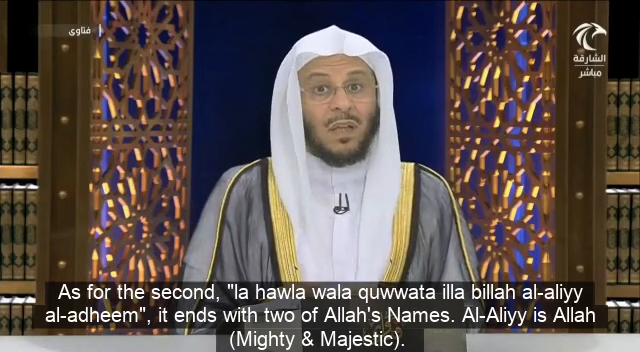 فتاوى
الشارقة
مباشر
As for the second, "la hawla wala quwwata illa billah al-aliyy
al-adheem", it ends with two of Allah's Names. Al-Aliyy is Allah
(Mighty & Majestic).